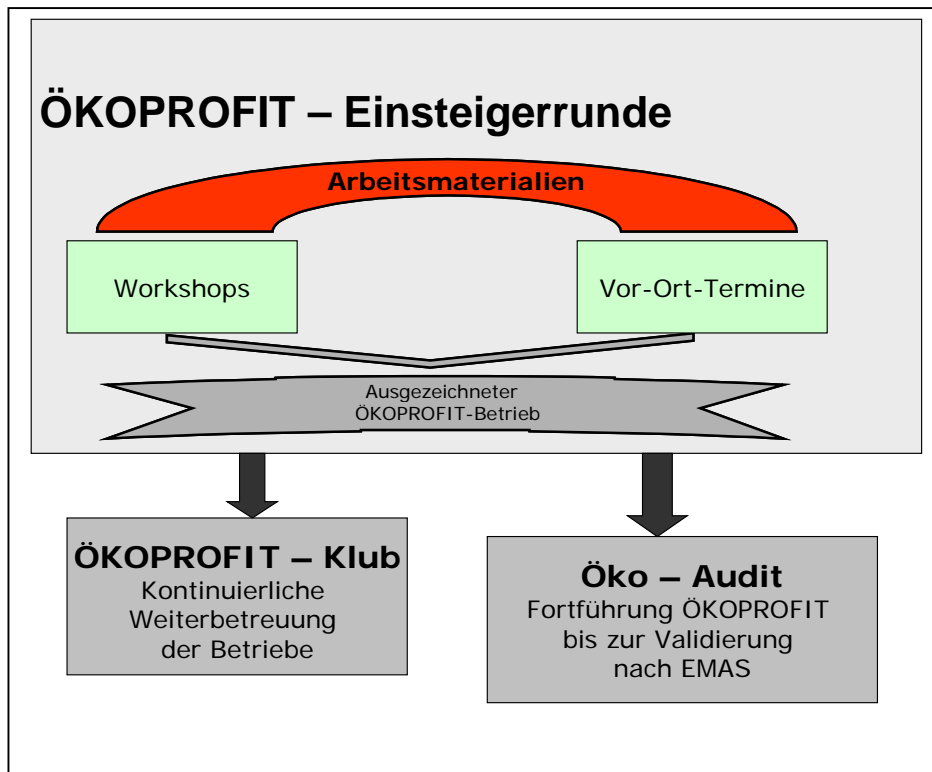 ÖKOPROFIT – Einsteigerrunde
Arbeitsmaterialien
Workshops
Vor-Ort-Termine
Ausgezeichneter
ÖKOPROFIT-Betrieb
ÖKOPROFIT – Klub
Kontinuierliche
Weiterbetreuung
der Betriebe
Öko – Audit
Fortführung ÖKOPROFIT
bis zur Validierung
nach EMAS